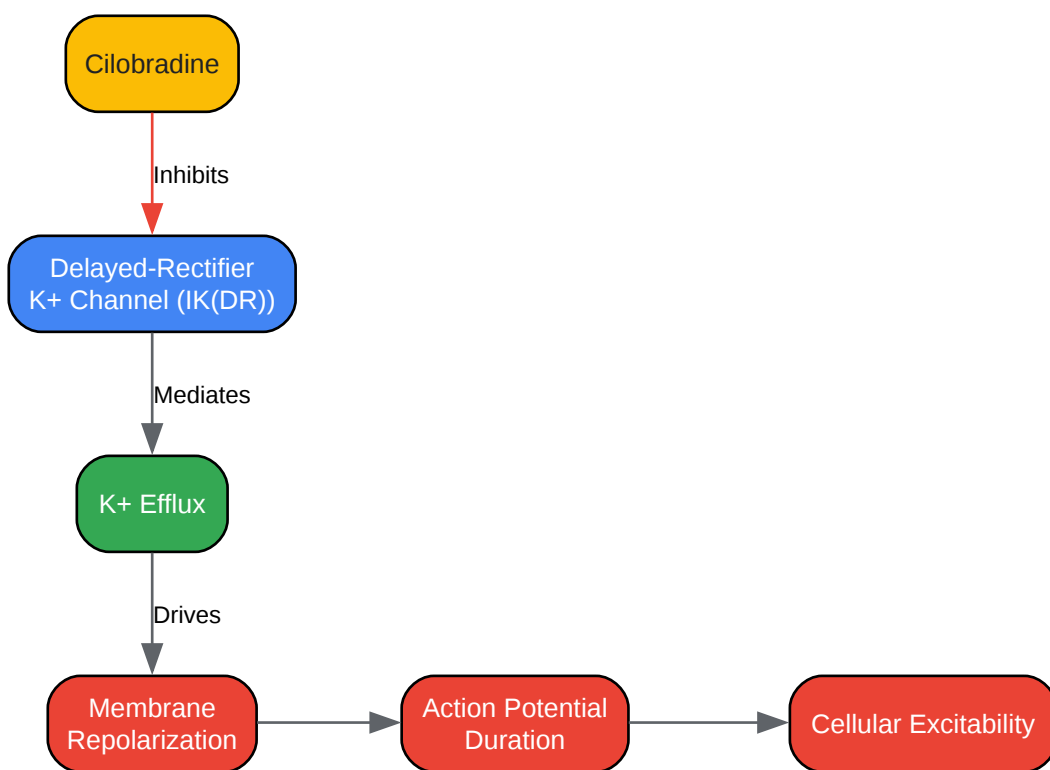 Cilobradine
Inhibits
Delayed-Rectifier
K+ Channel (IK(DR))
Mediates
K+ Efflux
Drives
Membrane
Repolarization
Action Potential
Duration
Cellular Excitability